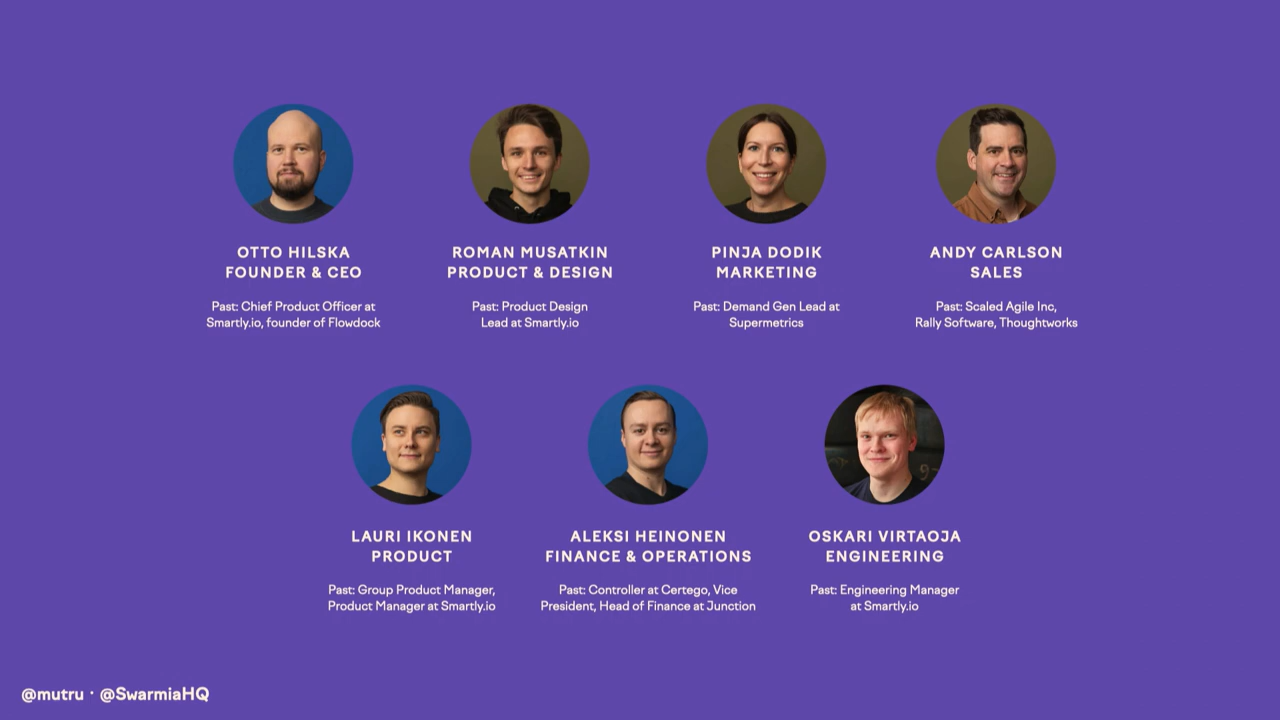 OTTO HILSKA
FOUNDER & CEO
Past: Chief Product Officer at
Smartly.io, founder of Flowdock
ROMAN MUSATKIN
PRODUCT & DESIGN
Past: Product Design
Lead at Smartly.io
PINJA DODIK
MARKETING
Past: Demand Gen Lead at
Supermetrics
ANDY CARLSON
SALES
Past: Scaled Agile Inc,
Rally Software, Thoughtworks
LAURI IKONEN
PRODUCT
Past: Group Product Manager,
Product Manager at Smartly.io
ALEKSI HEINONEN
FINANCE & OPERATIONS
Past: Controller at Certego, Vice
President, Head of Finance at Junction
OSKARI VIRTAOJA
ENGINEERING
Past: Engineering Manager
at Smartly.io
@mutru · @SwarmiaHQ